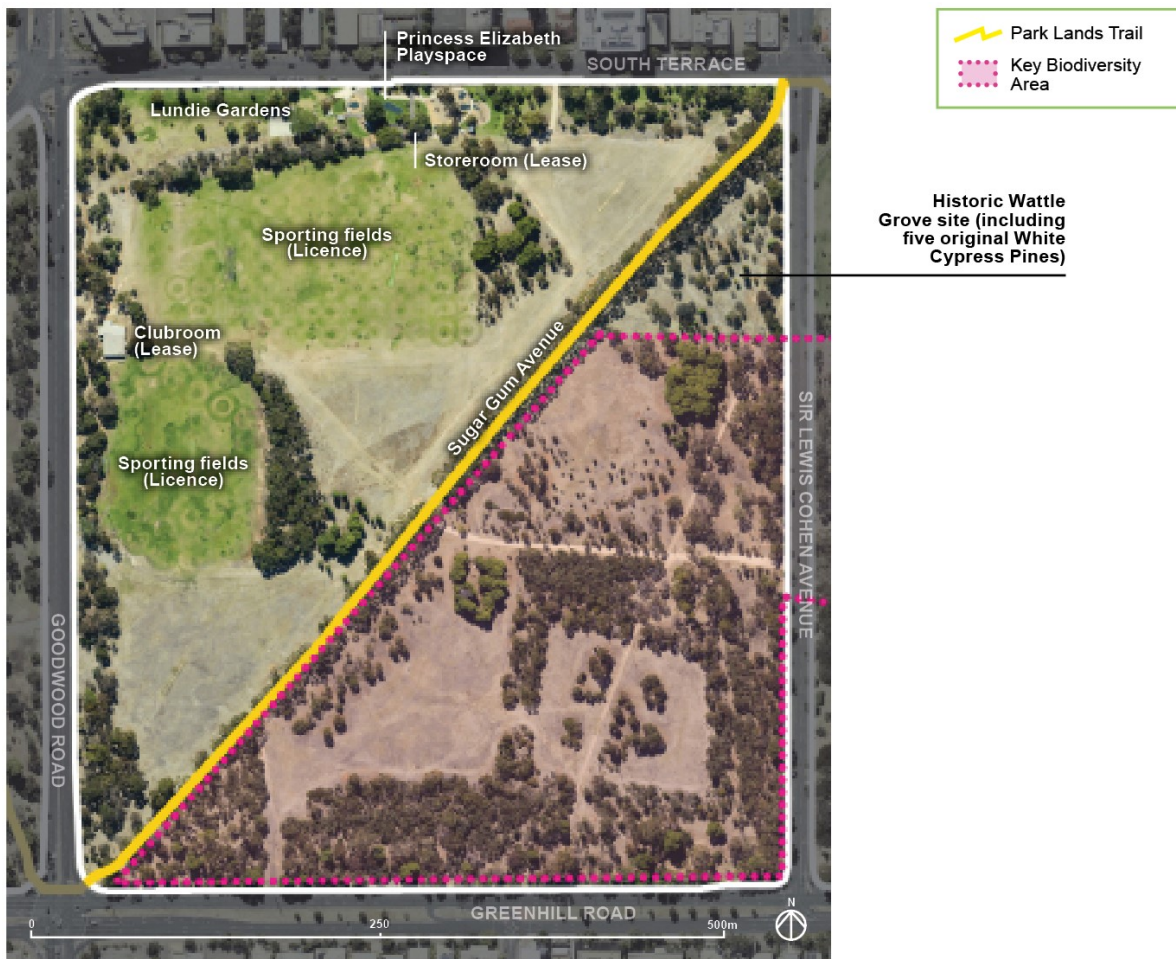 Princess Elizabeth
Playspace
SOUTH TERRACE
Park Lands Trail
Key Biodiversity
Area
Lundie Gardens
Storeroom (Lease)
Historic Wattle
Grove site (including
five original White
Cypress Pines)
Sporting fields
(Licence)
Clubroom
(Lease)
Sugar Gum Avenue
SIR LEWIS COHEN AVENUE
Sporting fields
(Licence)
GOODWOOD ROAD
GREENHILL ROAD
N
0
250
500m